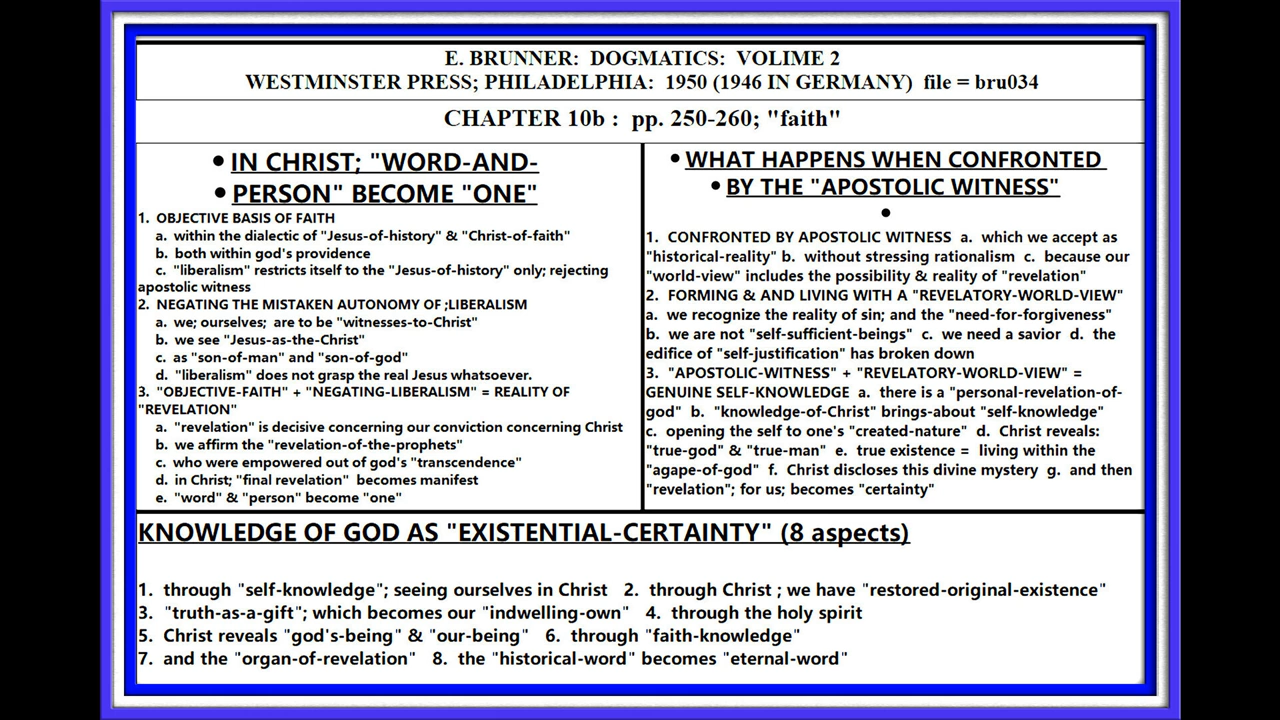 E. BRUNNER: DOGMATICS: VOLIME 2
WESTMINSTER PRESS; PHILADELPHIA: 1950 (1946 IN GERMANY) file = bru034
CHAPTER 10b : pp. 250-260; "faith"
• IN CHRIST; "WORD-AND-
• PERSON" BECOME "ONE"
1. OBJECTIVE BASIS OF FAITH
a. within the dialectic of "Jesus-of-history" & "Christ-of-faith"
b. both within god's providence
c. "liberalism" restricts itself to the "Jesus-of-history" only; rejecting
apostolic witness
2. NEGATING THE MISTAKEN AUTONOMY OF ;LIBERALISM
a. we; ourselves; are to be "witnesses-to-Christ"
b. we see "Jesus-as-the-Christ"
c. as "son-of-man" and "son-of-god"
d. "liberalism" does not grasp the real Jesus whatsoever.
3. "OBJECTIVE-FAITH" + "NEGATING-LIBERALISM" = REALITY OF
"REVELATION"
a. "revelation" is decisive concerning our conviction concerning Christ
b. we affirm the "revelation-of-the-prophets"
c. who were empowered out of god's "transcendence"
d. in Christ; "final revelation" becomes manifest
e. "word" & "person" become "one"
• WHAT HAPPENS WHEN CONFRONTED
• BY THE "APOSTOLIC WITNESS"
•
1. CONFRONTED BY APOSTOLIC WITNESS a. which we accept as
"historical-reality" b. without stressing rationalism c. because our
"world-view" includes the possibility & reality of "revelation"
2. FORMING & AND LIVING WITH A "REVELATORY-WORLD-VIEW"
a. we recognize the reality of sin; and the "need-for-forgiveness"
b. we are not "self-sufficient-beings" c. we need a savior d. the
edifice of "self-justification" has broken down
3. "APOSTOLIC-WITNESS" + "REVELATORY-WORLD-VIEW" =
GENUINE SELF-KNOWLEDGE a. there is a "personal-revelation-of-
god" b. "knowledge-of-Christ" brings-about "self-knowledge"
c. opening the self to one's "created-nature" d. Christ reveals:
"true-god" & "true-man" e. true existence = living within the
"agape-of-god" f. Christ discloses this divine mystery g. and then
"revelation"; for us; becomes "certainty"
KNOWLEDGE OF GOD AS "EXISTENTIAL-CERTAINTY" (8 aspects)
1. through "self-knowledge"; seeing ourselves in Christ 2. through Christ ; we have "restored-original-existence"
3. "truth-as-a-gift"; which becomes our "indwelling-own" 4. through the holy spirit
5. Christ reveals "god's-being" & "our-being" 6. through "faith-knowledge"
7. and the "organ-of-revelation" 8. the "historical-word" becomes "eternal-word"